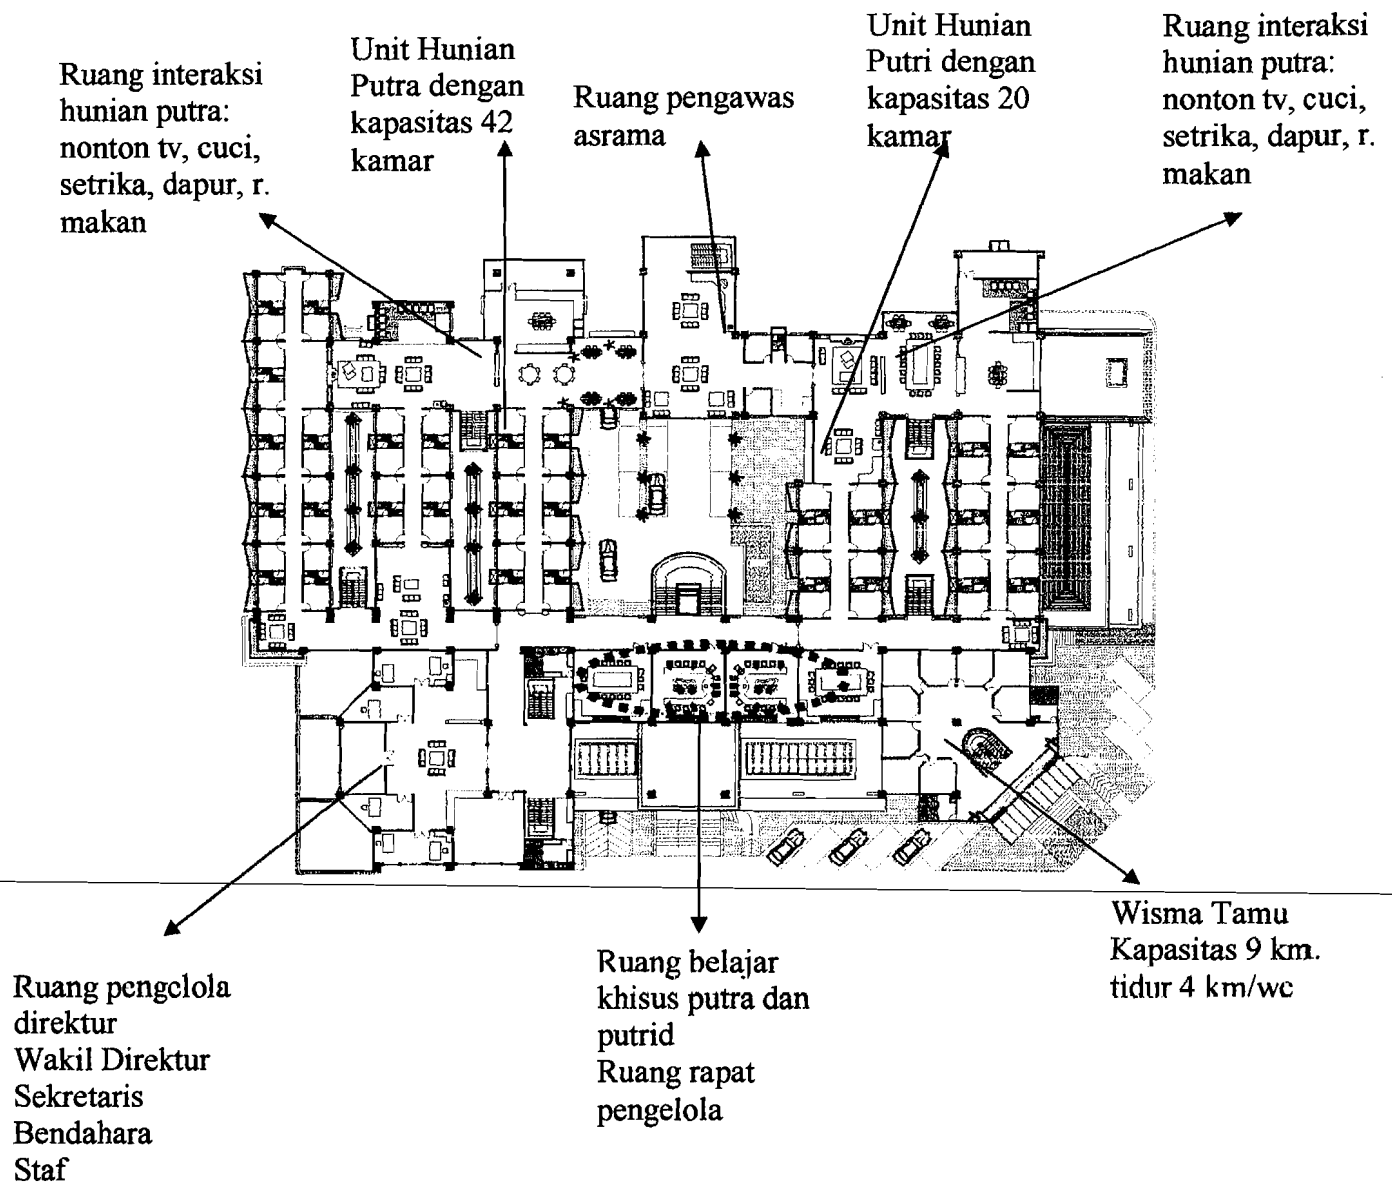 Ruang interaksi
hunian putra:
nonton tv, cuci,
setrika, dapur, r.
makan
Unit Hunian
Putra dengan
kapasitas 42
kamar
Ruang pengawas
asrama
Unit Hunian
Putri dengan
kapasitas 20
kamar
Ruang interaksi
hunian putra:
nonton tv, cuci,
setrika, dapur, r.
makan
Ruang pengelola
direktur
Wakil Direktur
Sekretaris
Bendahara
Staf
Ruang belajar
khisus putra dan
putrid
Ruang rapat
pengelola
Wisma Tamu
Kapasitas 9 km.
tidur 4 km/wc